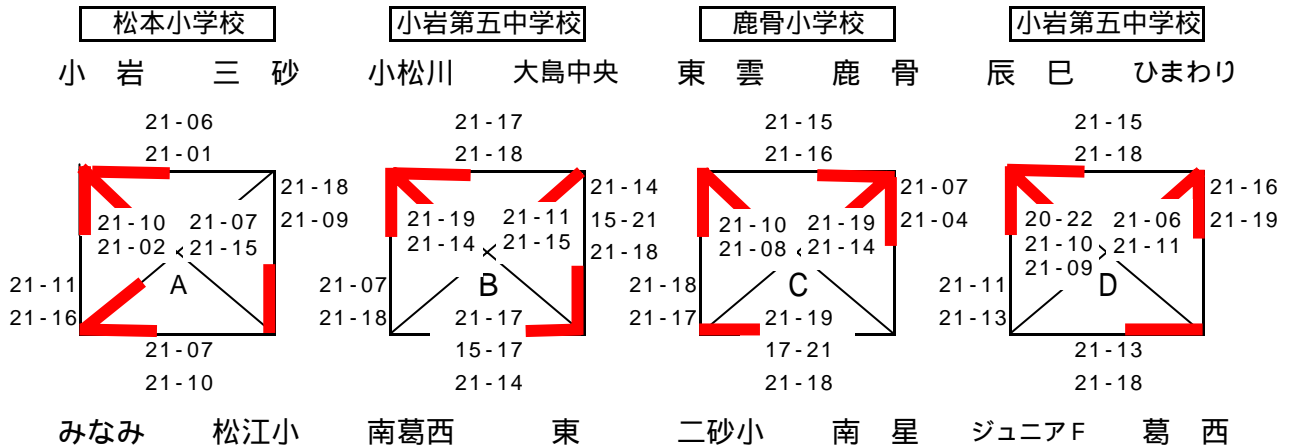 松本小学校 小岩第五中学校 鹿骨小学校 小岩第五中学校
小 岩 三 砂 小松川 大島中央 東 雲 鹿 骨 辰 巳 ひまわり
21-06 21-17 21-15 21-15
21-01 21-18 21-16 21-18
21-18 21-14 21-07 21-16
21-10 21-07 21-09 21-19 21-11 15-21 21-10 21-19 21-04 20-22 21-06 21-19
21-02 21-15 21-14 21-15 21-18 21-08 21-14 21-10 21-11
21-09
21-11 A 21-07 B 21-18 C 21-11 D
21-16 21-18 21-17 21-17 21-19 21-13
21-07 15-17 17-21 21-13
21-10 21-14 21-18 21-18
みなみ 松江小 南葛西 東 二砂小 南 星 ジュニアF 葛 西